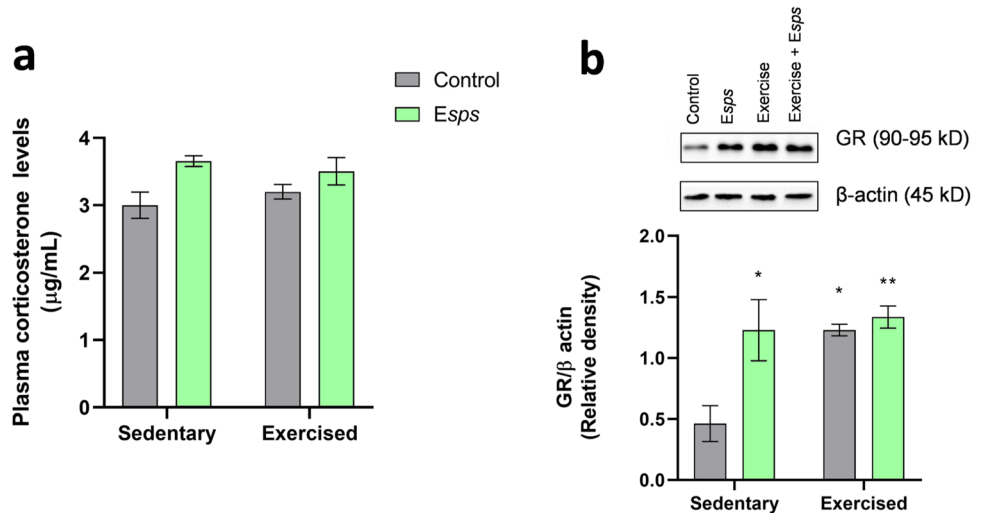 a
Control
Esps
Plasma corticosterone levels
(μg/mL)
4
3
2
1
0
Sedentary
Exercised
b
Control
Esps
Exercise
Exercise + Esps
GR (90-95 kD)
β-actin (45 kD)
GR/β actin
(Relative density)
2.0
1.5
1.0
0.5
0.0
*
*
**
Sedentary
Exercised